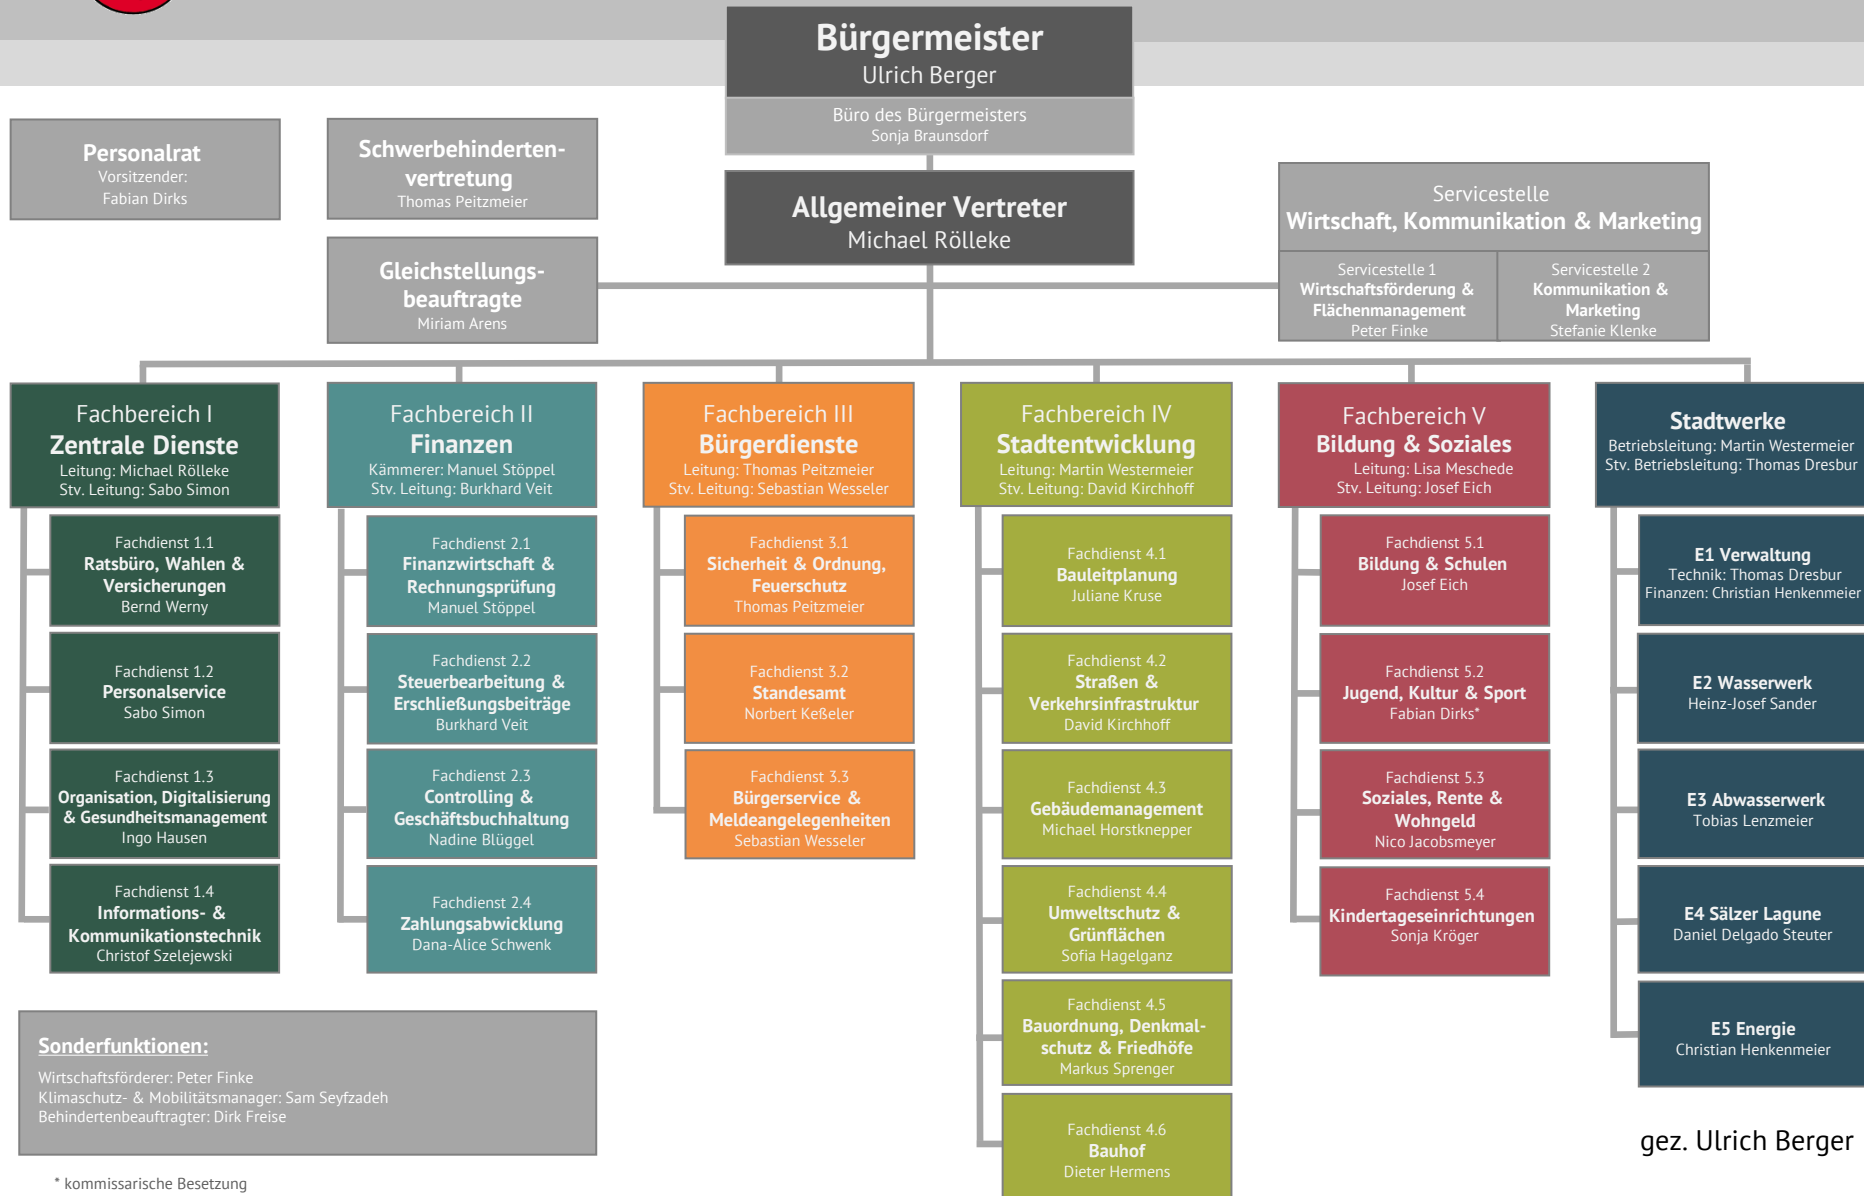 Bürgermeister
Ulrich Berger
Büro des Bürgermeisters
Sonja Braunsdorf
Personalrat
Vorsitzender:
Fabian Dirks
Schwerbehinderten-
vertretung
Thomas Peitzmeier
Allgemeiner Vertreter
Michael Rölleke
Servicestelle
Wirtschaft, Kommunikation & Marketing
Servicestelle 1
Wirtschaftsförderung &
Flächenmanagement
Peter Finke
Servicestelle 2
Kommunikation &
Marketing
Stefanie Klenke
Gleichstellungs-
beauftragte
Miriam Arens
Fachbereich I
Zentrale Dienste
Leitung: Michael Rölleke
Stv. Leitung: Sabo Simon
Fachdienst 1.1
Ratsbüro, Wahlen &
Versicherungen
Bernd Werny
Fachdienst 1.2
Personalservice
Sabo Simon
Fachdienst 1.3
Organisation, Digitalisierung
& Gesundheitsmanagement
Ingo Hausen
Fachdienst 1.4
Informations- &
Kommunikationstechnik
Christof Szelejewski
Fachbereich II
Finanzen
Kämmerer: Manuel Stöppel
Stv. Leitung: Burkhard Veit
Fachdienst 2.1
Finanzwirtschaft &
Rechnungsprüfung
Manuel Stöppel
Fachdienst 2.2
Steuerbearbeitung &
Erschließungsbeiträge
Burkhard Veit
Fachdienst 2.3
Controlling &
Geschäftsbuchhaltung
Nadine Blüggel
Fachdienst 2.4
Zahlungsabwicklung
Dana-Alice Schwenk
Fachbereich III
Bürgerdienste
Leitung: Thomas Peitzmeier
Stv. Leitung: Sebastian Wesseler
Fachdienst 3.1
Sicherheit & Ordnung,
Feuerschutz
Thomas Peitzmeier
Fachdienst 3.2
Standesamt
Norbert Keßeler
Fachdienst 3.3
Bürgerservice &
Meldeangelegenheiten
Sebastian Wesseler
Fachbereich IV
Stadtentwicklung
Leitung: Martin Westermeier
Stv. Leitung: David Kirchhoff
Fachdienst 4.1
Bauleitplanung
Juliane Kruse
Fachdienst 4.2
Straßen &
Verkehrsinfrastruktur
David Kirchhoff
Fachdienst 4.3
Gebäudemanagement
Michael Horstknepper
Fachdienst 4.4
Umweltschutz &
Grünflächen
Sofia Hagelganz
Fachdienst 4.5
Bauordnung, Denkmal-
schutz & Friedhöfe
Markus Sprenger
Fachdienst 4.6
Bauhof
Dieter Hermens
Fachbereich V
Bildung & Soziales
Leitung: Lisa Meschede
Stv. Leitung: Josef Eich
Fachdienst 5.1
Bildung & Schulen
Josef Eich
Fachdienst 5.2
Jugend, Kultur & Sport
Fabian Dirks*
Fachdienst 5.3
Soziales, Rente &
Wohngeld
Nico Jacobsmeyer
Fachdienst 5.4
Kindertageseinrichtungen
Sonja Kröger
Stadtwerke
Betriebsleitung: Martin Westermeier
Stv. Betriebsleitung: Thomas Dresbur
E1 Verwaltung
Technik: Thomas Dresbur
Finanzen: Christian Henkenmeier
E2 Wasserwerk
Heinz-Josef Sander
E3 Abwasserwerk
Tobias Lenzmeier
E4 Sälzer Lagune
Daniel Delgado Steuter
E5 Energie
Christian Henkenmeier
Sonderfunktionen:
Wirtschaftsförderer: Peter Finke
Klimaschutz- & Mobilitätsmanager: Sam Seyfzadeh
Behindertenbeauftragter: Dirk Freise
gez. Ulrich Berger
* kommissarische Besetzung